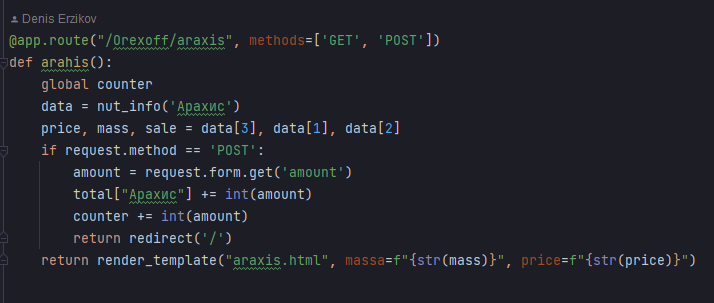 Denis Erzikov
@app.route("/Orexoff/araxis", methods=['GET', 'POST'])
def arahis():
    global counter
    data = nut_info('Арахис')
    price, mass, sale = data[3], data[1], data[2]
    if request.method == 'POST':
        amount = request.form.get('amount')
        total["Арахис"] += int(amount)
        counter += int(amount)
        return redirect('/')
    return render_template("araxis.html", massa=f"{str(mass)}", price=f"{str(price)}")